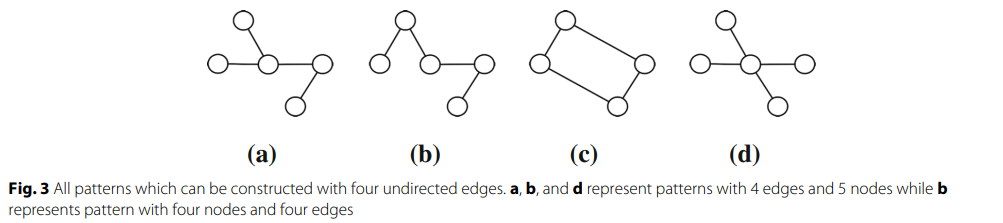 (a) (b) (c) (d)
Fig. 3 All patterns which can be constructed with four undirected edges. a, b, and d represent patterns with 4 edges and 5 nodes while b
represents pattern with four nodes and four edges